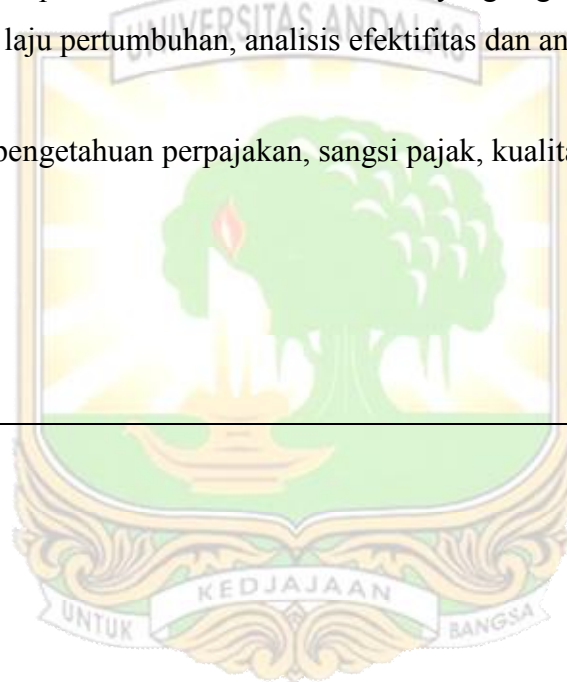 UNIVERSITAS ANDALAS
laju pertumbuhan, analisis efektifitas dan an
pengetahuan perpajakan, sangsi pajak, kualita
KEDJAJAAN
UNTUK
BANGSA